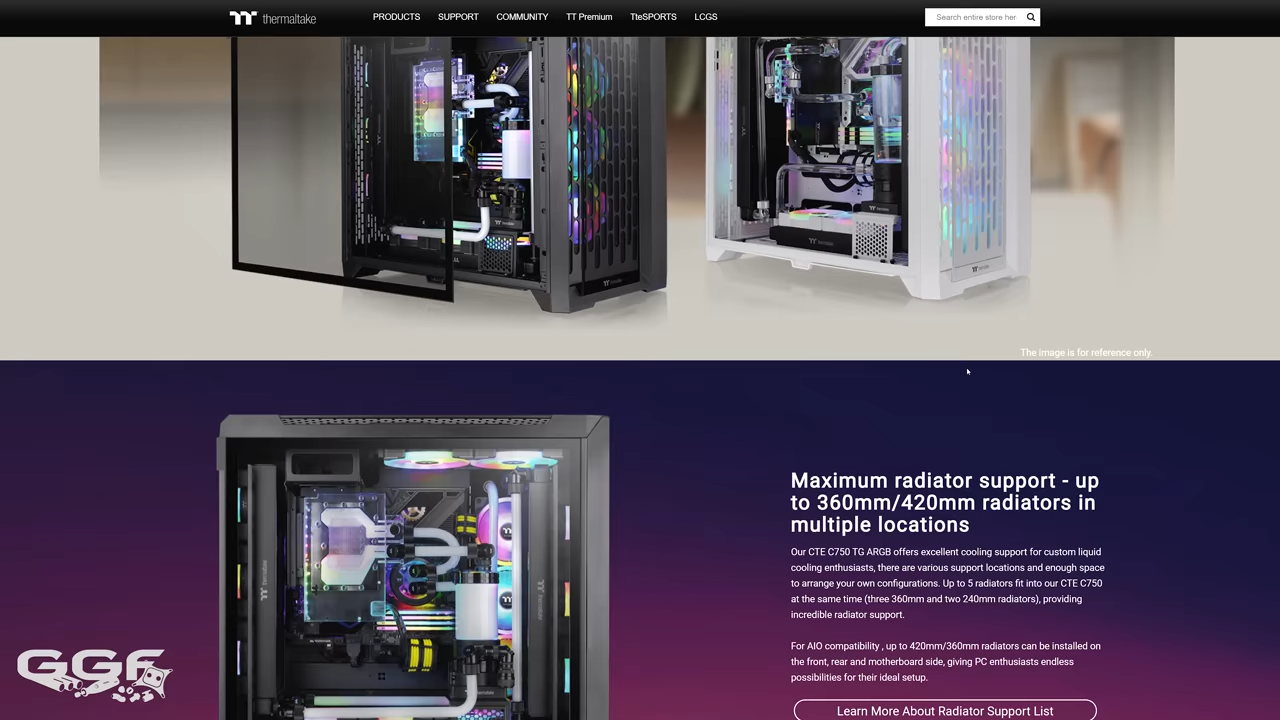 thermaltake
PRODUCTS SUPPORT COMMUNITY TT Premium TteSPORTS LCGS
Search entire store her
The image is for reference only.
Maximum radiator support - up
to 360mm/420mm radiators in
multiple locations
Our CTE C750 TG ARGB offers excellent cooling support for custom liquid
cooling enthusiasts, there are various support locations and enough space
to arrange your own configurations. Up to 5 radiators fit into our CTE C750
at the same time (three 360mm and two 240mm radiators), providing
incredible radiator support.
For AIO compatibility , up to 420mm/360mm radiators can be installed on
the front, rear and motherboard side, giving PC enthusiasts endless
possibilities for their ideal setup.
Learn More About Radiator Support List
GGF